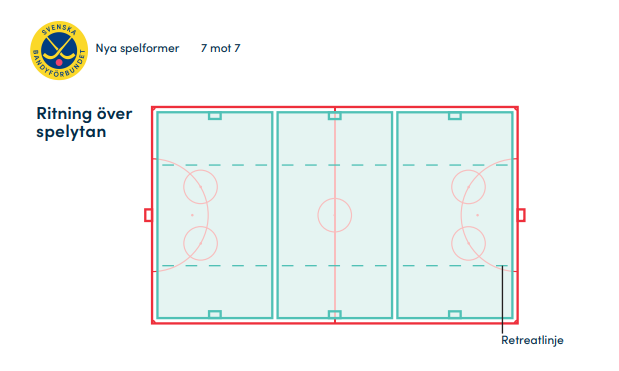 SVENSKA
BANDYFÖRBUNDET
Nya spelformer 7 mot 7
Ritning över
spelytan
Retreatlinje